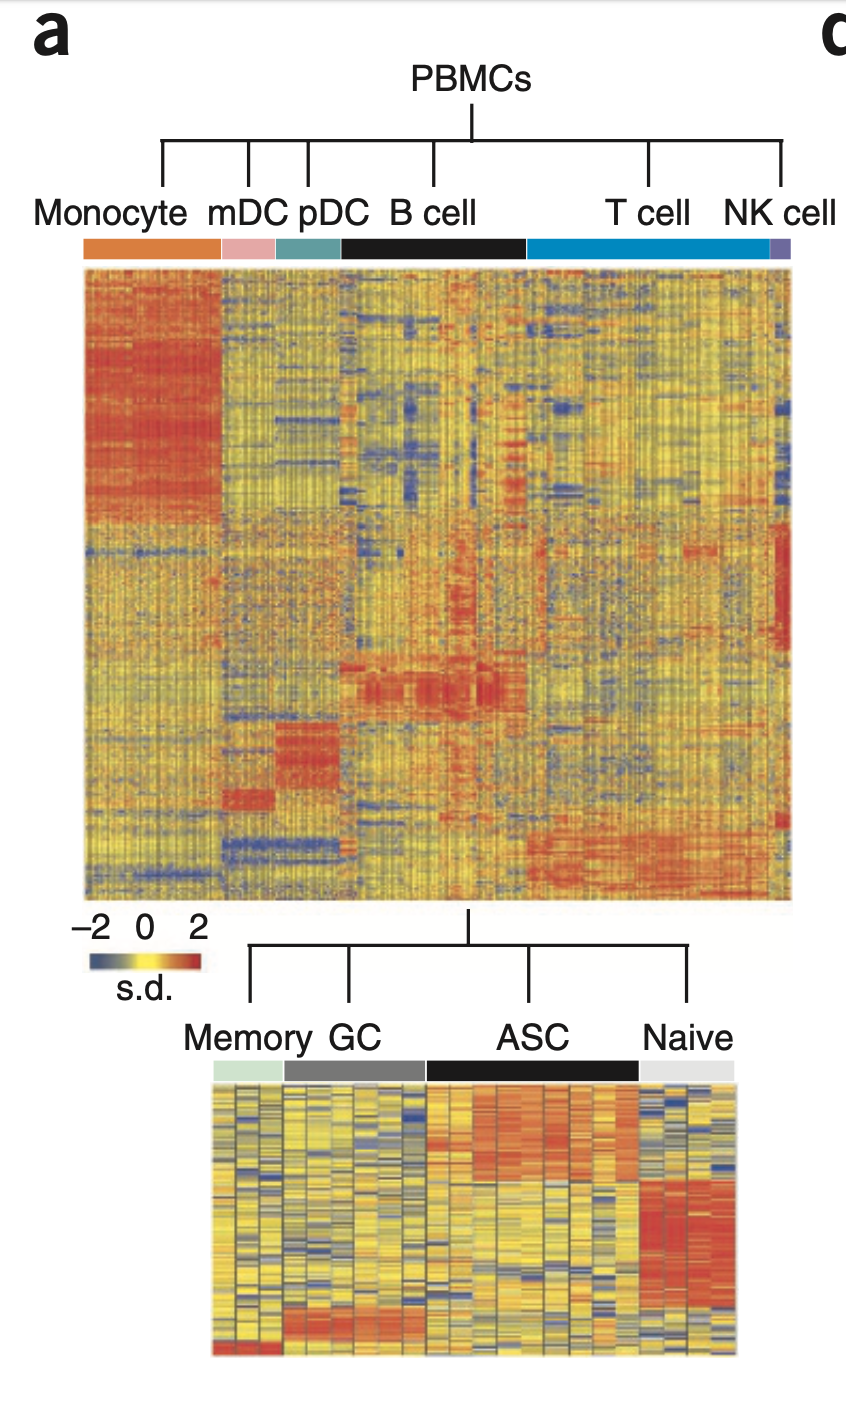 a
PBMCs
Monocyte mDC pDC B cell T cell NK cell
–2 0 2
s.d.
Memory GC ASC Naive